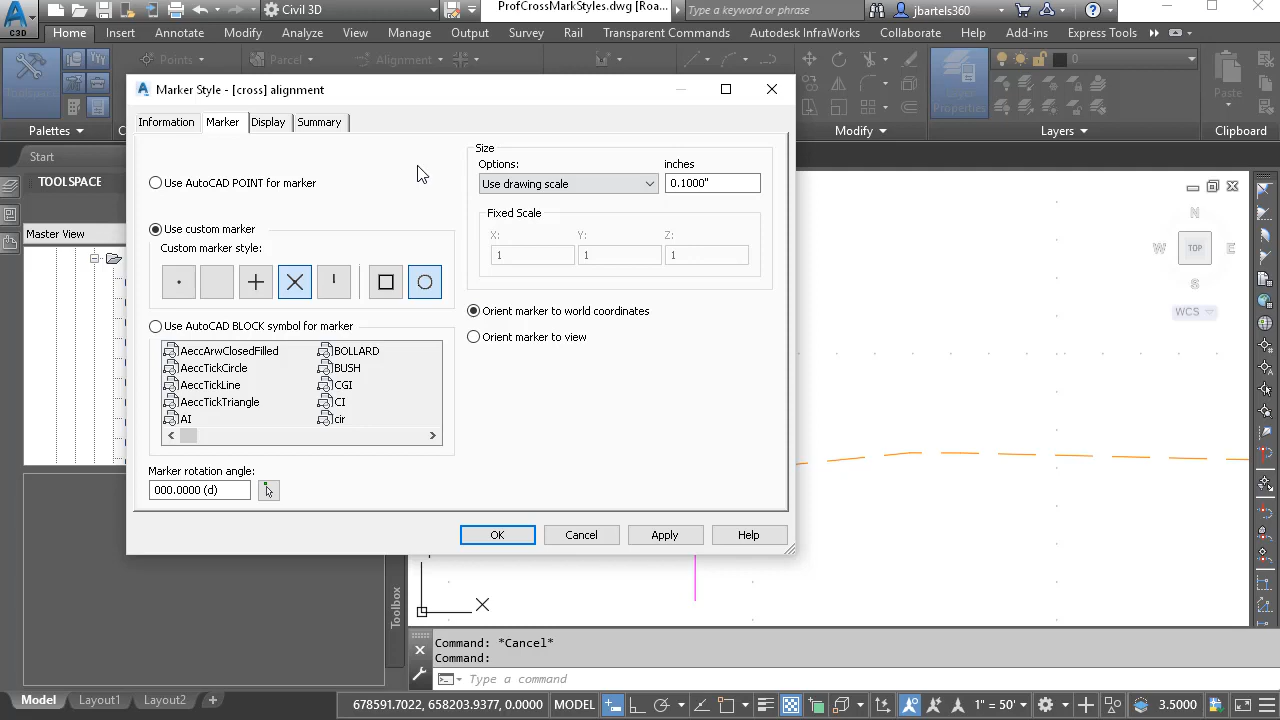 Civil 3D
ProfCrossMarkStyles.dwg [Roa...
Type a keyword or phrase
jbartels360
C3D
Home Insert Annotate Modify Analyze View Manage Output Survey Rail Transparent Commands Autodesk InfraWorks Collaborate Help Add-ins Express Tools
Points
Parcel
Alignment
0
Toolspace
Layer
Properties
Paste
Palettes
Modify
Layers
Clipboard
Start
TOOLSPACE
Master View
Marker Style - [cross] alignment
Information Marker Display Summary
Use AutoCAD POINT for marker
Use custom marker
Custom marker style:
Use AutoCAD BLOCK symbol for marker
AeccArwClosedFilled BOLLARD
AeccTickCircle BUSH
AeccTickLine CGI
AeccTickTriangle CI
AI cir
Marker rotation angle:
000.0000 (d)
Size
Options: inches
Use drawing scale 0.1000"
Fixed Scale
X: Y: Z:
1 1 1
Orient marker to world coordinates
Orient marker to view
OK Cancel Apply Help
N
W TOP E
S
WCS
Toolbox
X
Command: *Cancel*
Command:
Type a command
Model Layout1 Layout2 +
678591.7022, 658203.9377, 0.0000 MODEL 1" = 50' 3.5000